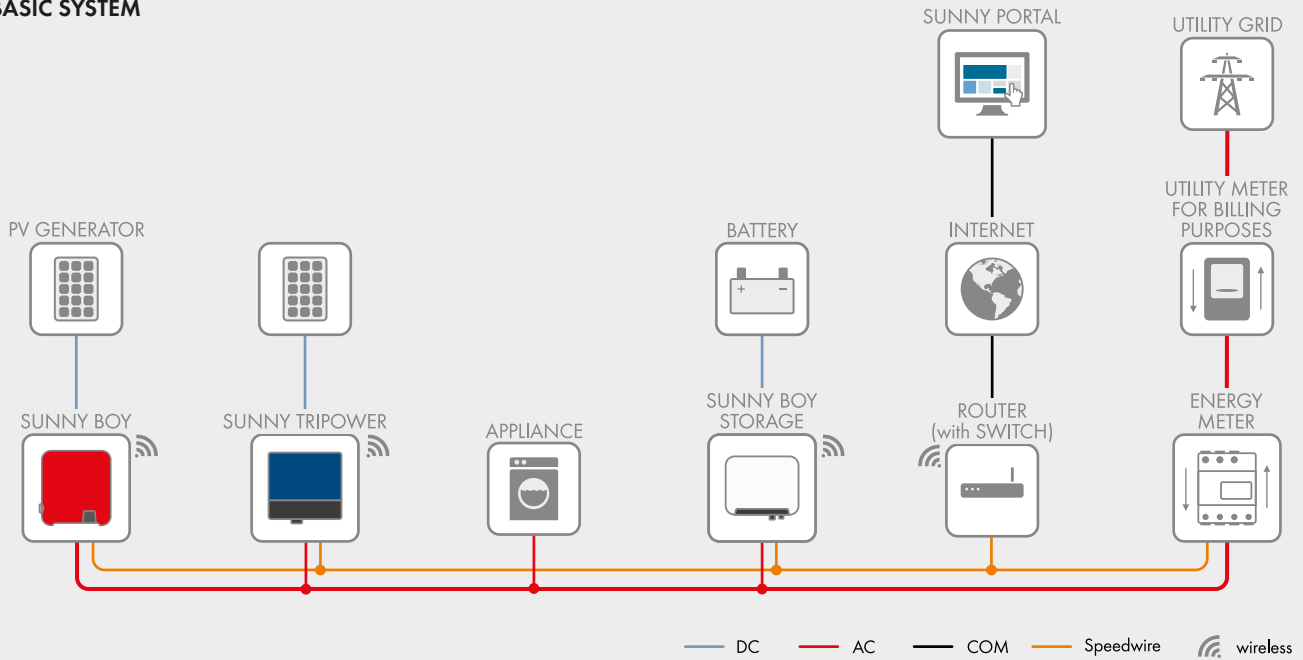 BASIC SYSTEM
SUNNY PORTAL
UTILITY GRID
UTILITY METER
FOR BILLING
PURPOSES
PV GENERATOR
BATTERY
INTERNET
SUNNY BOY
SUNNY TRIPOWER
APPLIANCE
SUNNY BOY
STORAGE
ROUTER
(with SWITCH)
ENERGY
METER
DC
AC
COM
Speedwire
wireless